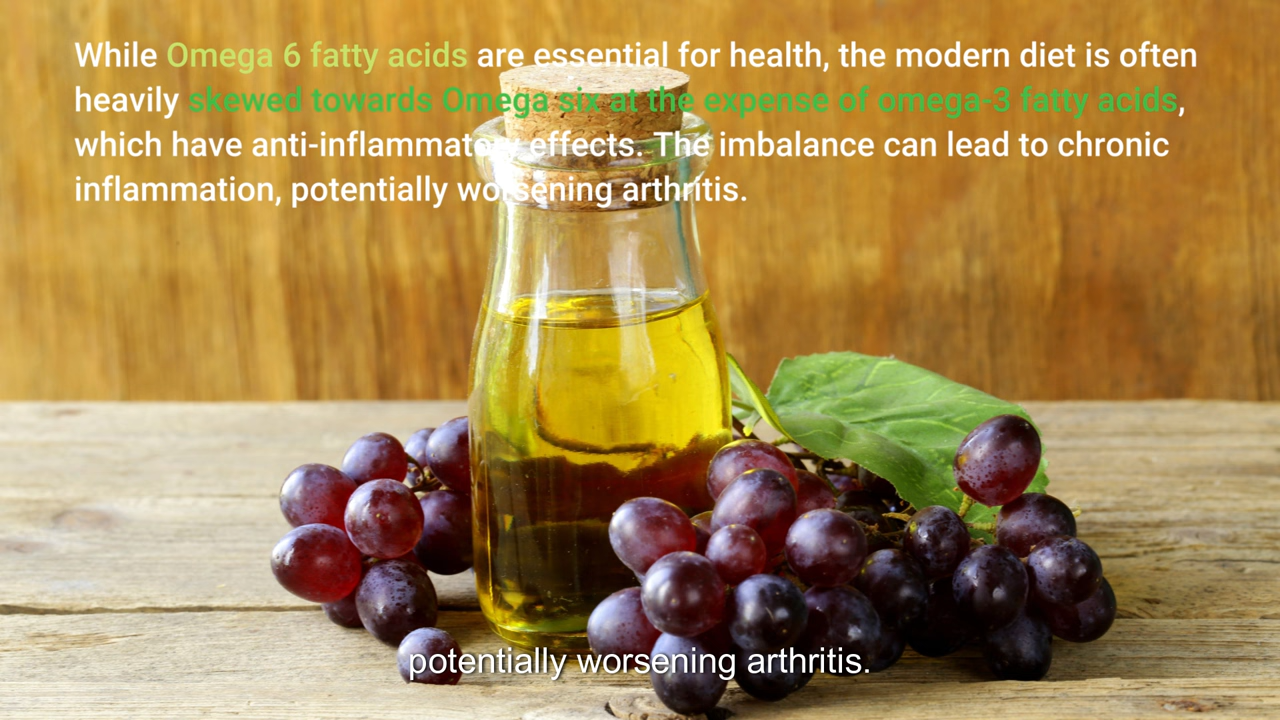 While Omega 6 fatty acids are essential for health, the modern diet is often
heavily skewed towards Omega six at the expense of omega-3 fatty acids,
which have anti-inflammatory effects. The imbalance can lead to chronic
inflammation, potentially worsening arthritis.
potentially worsening arthritis.